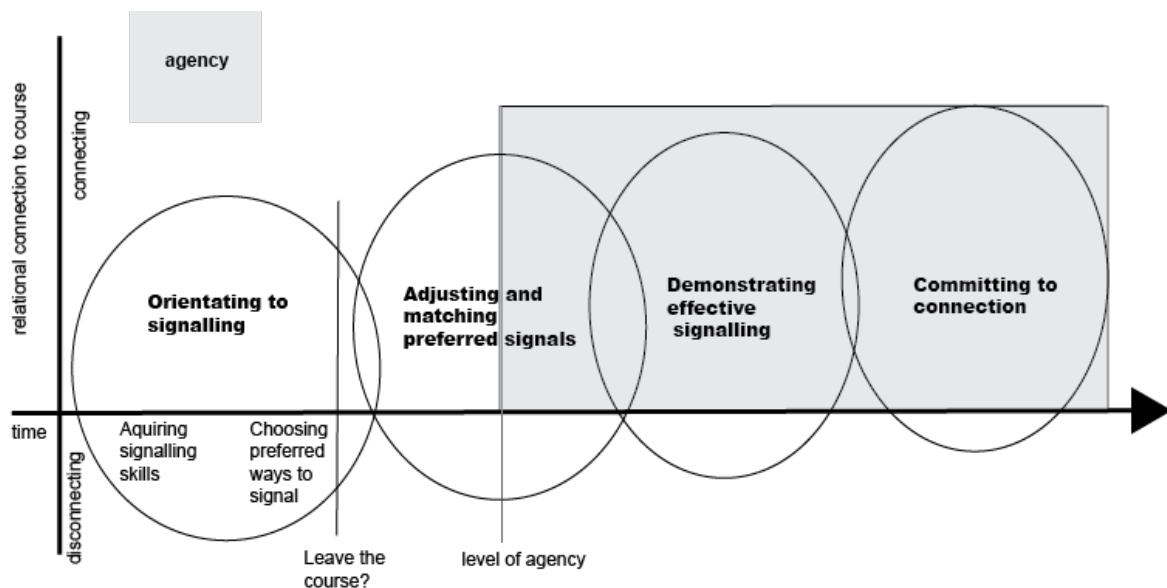 agency
relational connection to course
connecting
disconnecting
Orientating to
signalling
Adjusting and
matching
preferred signals
Demonstrating
effective
signalling
Committing to
connection
time
Aquiring
signalling
skills
Choosing
preferred
ways to
signal
Leave the
course?
level of agency